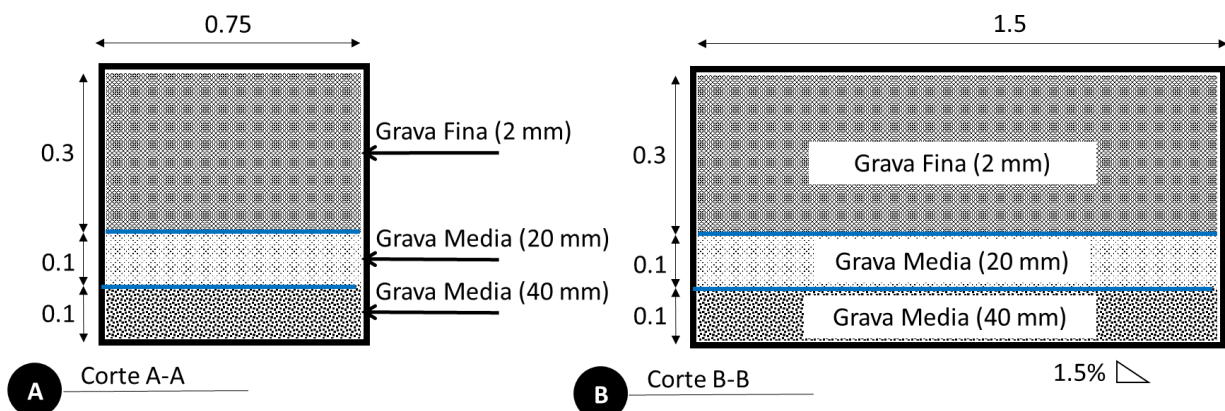 0.75
0.3
0.1
0.1
Grava Fina (2 mm)
Grava Media (20 mm)
Grava Media (40 mm)
A
Corte A-A
1.5
0.3
0.1
0.1
Grava Fina (2 mm)
Grava Media (20 mm)
Grava Media (40 mm)
B
Corte B-B
1.5%